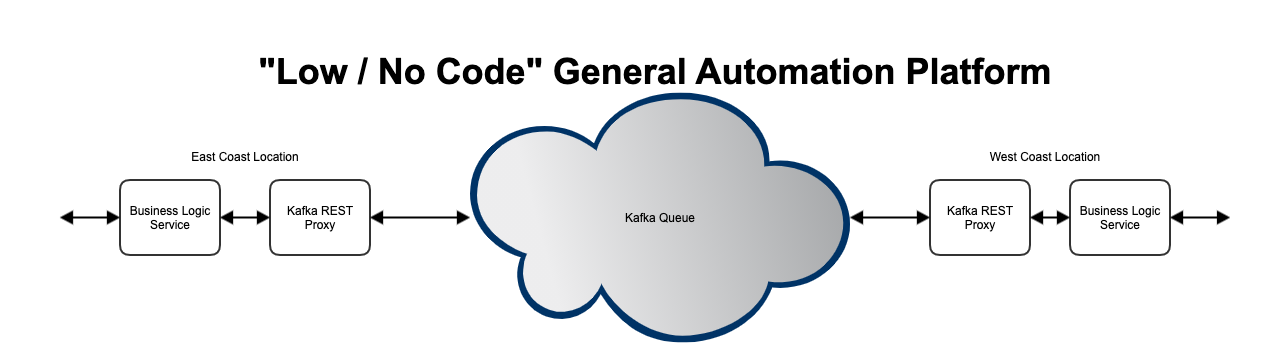 "Low / No Code" General Automation Platform
East Coast Location
West Coast Location
Business Logic
Service
Kafka REST
Proxy
Kafka Queue
Kafka REST
Proxy
Business Logic
Service